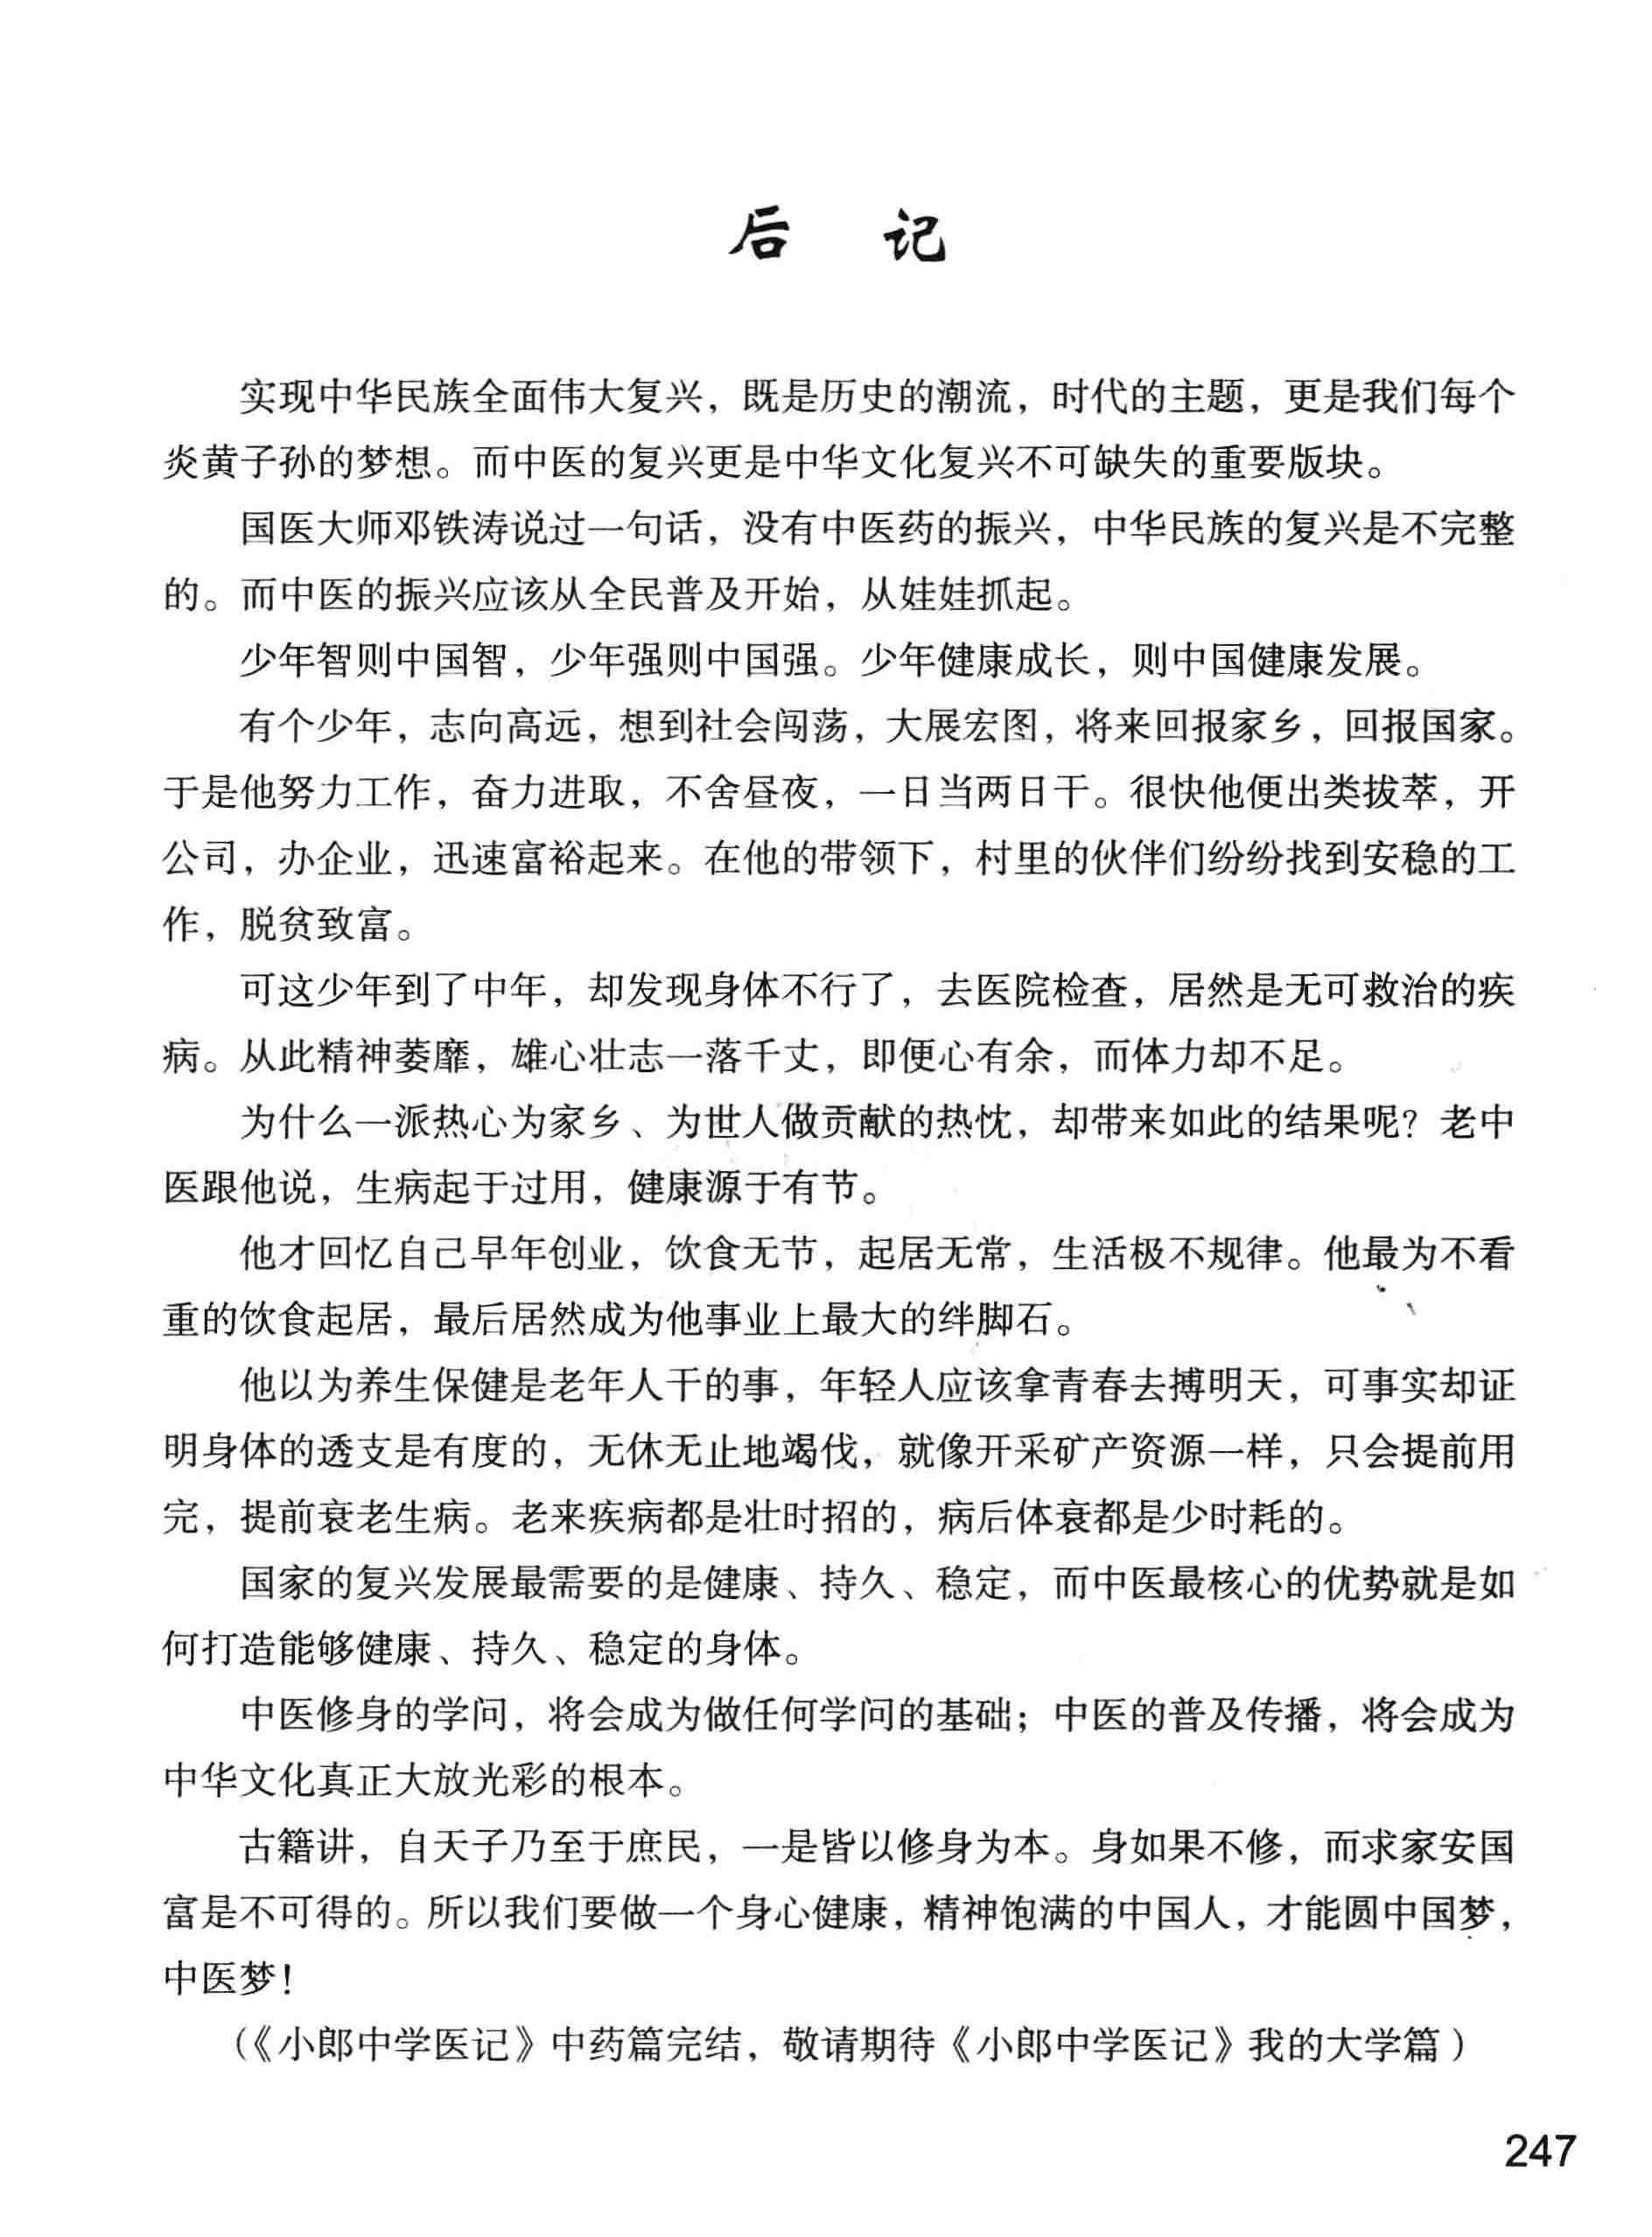 后 记
实现中华民族全面伟大复兴，既是历史的潮流，时代的主题，更是我们每个
炎黄子孙的梦想。而中医的复兴更是中华文化复兴不可缺失的重要版块。
国医大师邓铁涛说过一句话，没有中医药的振兴，中华民族的复兴是不完整
的。而中医的振兴应该从全民普及开始，从娃娃抓起。
少年智则中国智，少年强则中国强。少年健康成长，则中国健康发展。
有个少年，志向高远，想到社会闯荡，大展宏图，将来回报家乡，回报国家。
于是他努力工作，奋力进取，不舍昼夜，一日当两日干。很快他便出类拔萃，开
公司，办企业，迅速富裕起来。在他的带领下，村里的伙伴们纷纷找到安稳的工
作，脱贫致富。
可这少年到了中年，却发现身体不行了，去医院检查，居然是无可救治的疾
病。从此精神萎靡，雄心壮志一落千丈，即便心有余，而体力却不足。
为什么一派热心为家乡、为世人做贡献的热忱，却带来如此的结果呢？老中
医跟他说，生病起于过用，健康源于有节。
他才回忆自己早年创业，饮食无节，起居无常，生活极不规律。他最为不看
重的饮食起居，最后居然成为他事业上最大的绊脚石。
他以为养生保健是老年人干的事，年轻人应该拿青春去搏明天，可事实却证
明身体的透支是有度的，无休无止地竭伐，就像开采矿产资源一样，只会提前用
完，提前衰老生病。老来疾病都是壮时招的，病后体衰都是少时耗的。
国家的复兴发展最需要的是健康、持久、稳定，而中医最核心的优势就是如
何打造能够健康、持久、稳定的身体。
中医修身的学问，将会成为做任何学问的基础；中医的普及传播，将会成为
中华文化真正大放光彩的根本。
古籍讲，自天子乃至于庶民，一是皆以修身为本。身如果不修，而求家安国
富是不可得的。所以我们要做一个身心健康，精神饱满的中国人，才能圆中国梦，
中医梦！
（《小郎中学医记》中药篇完结，敬请期待《小郎中学医记》我的大学篇）
247